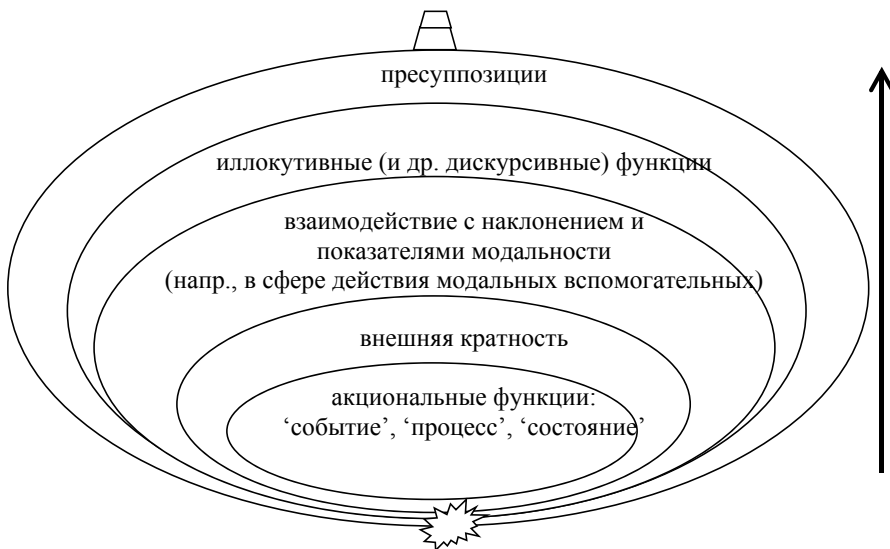 пресуппозиции
иллокутивные (и др. дискурсивные) функции
взаимодействие с наклонением и
показателями модальности
(напр., в сфере действия модальных вспомогательных)
внешняя кратность
акциональные функции:
‘событие’, ‘процесс’, ‘состояние’